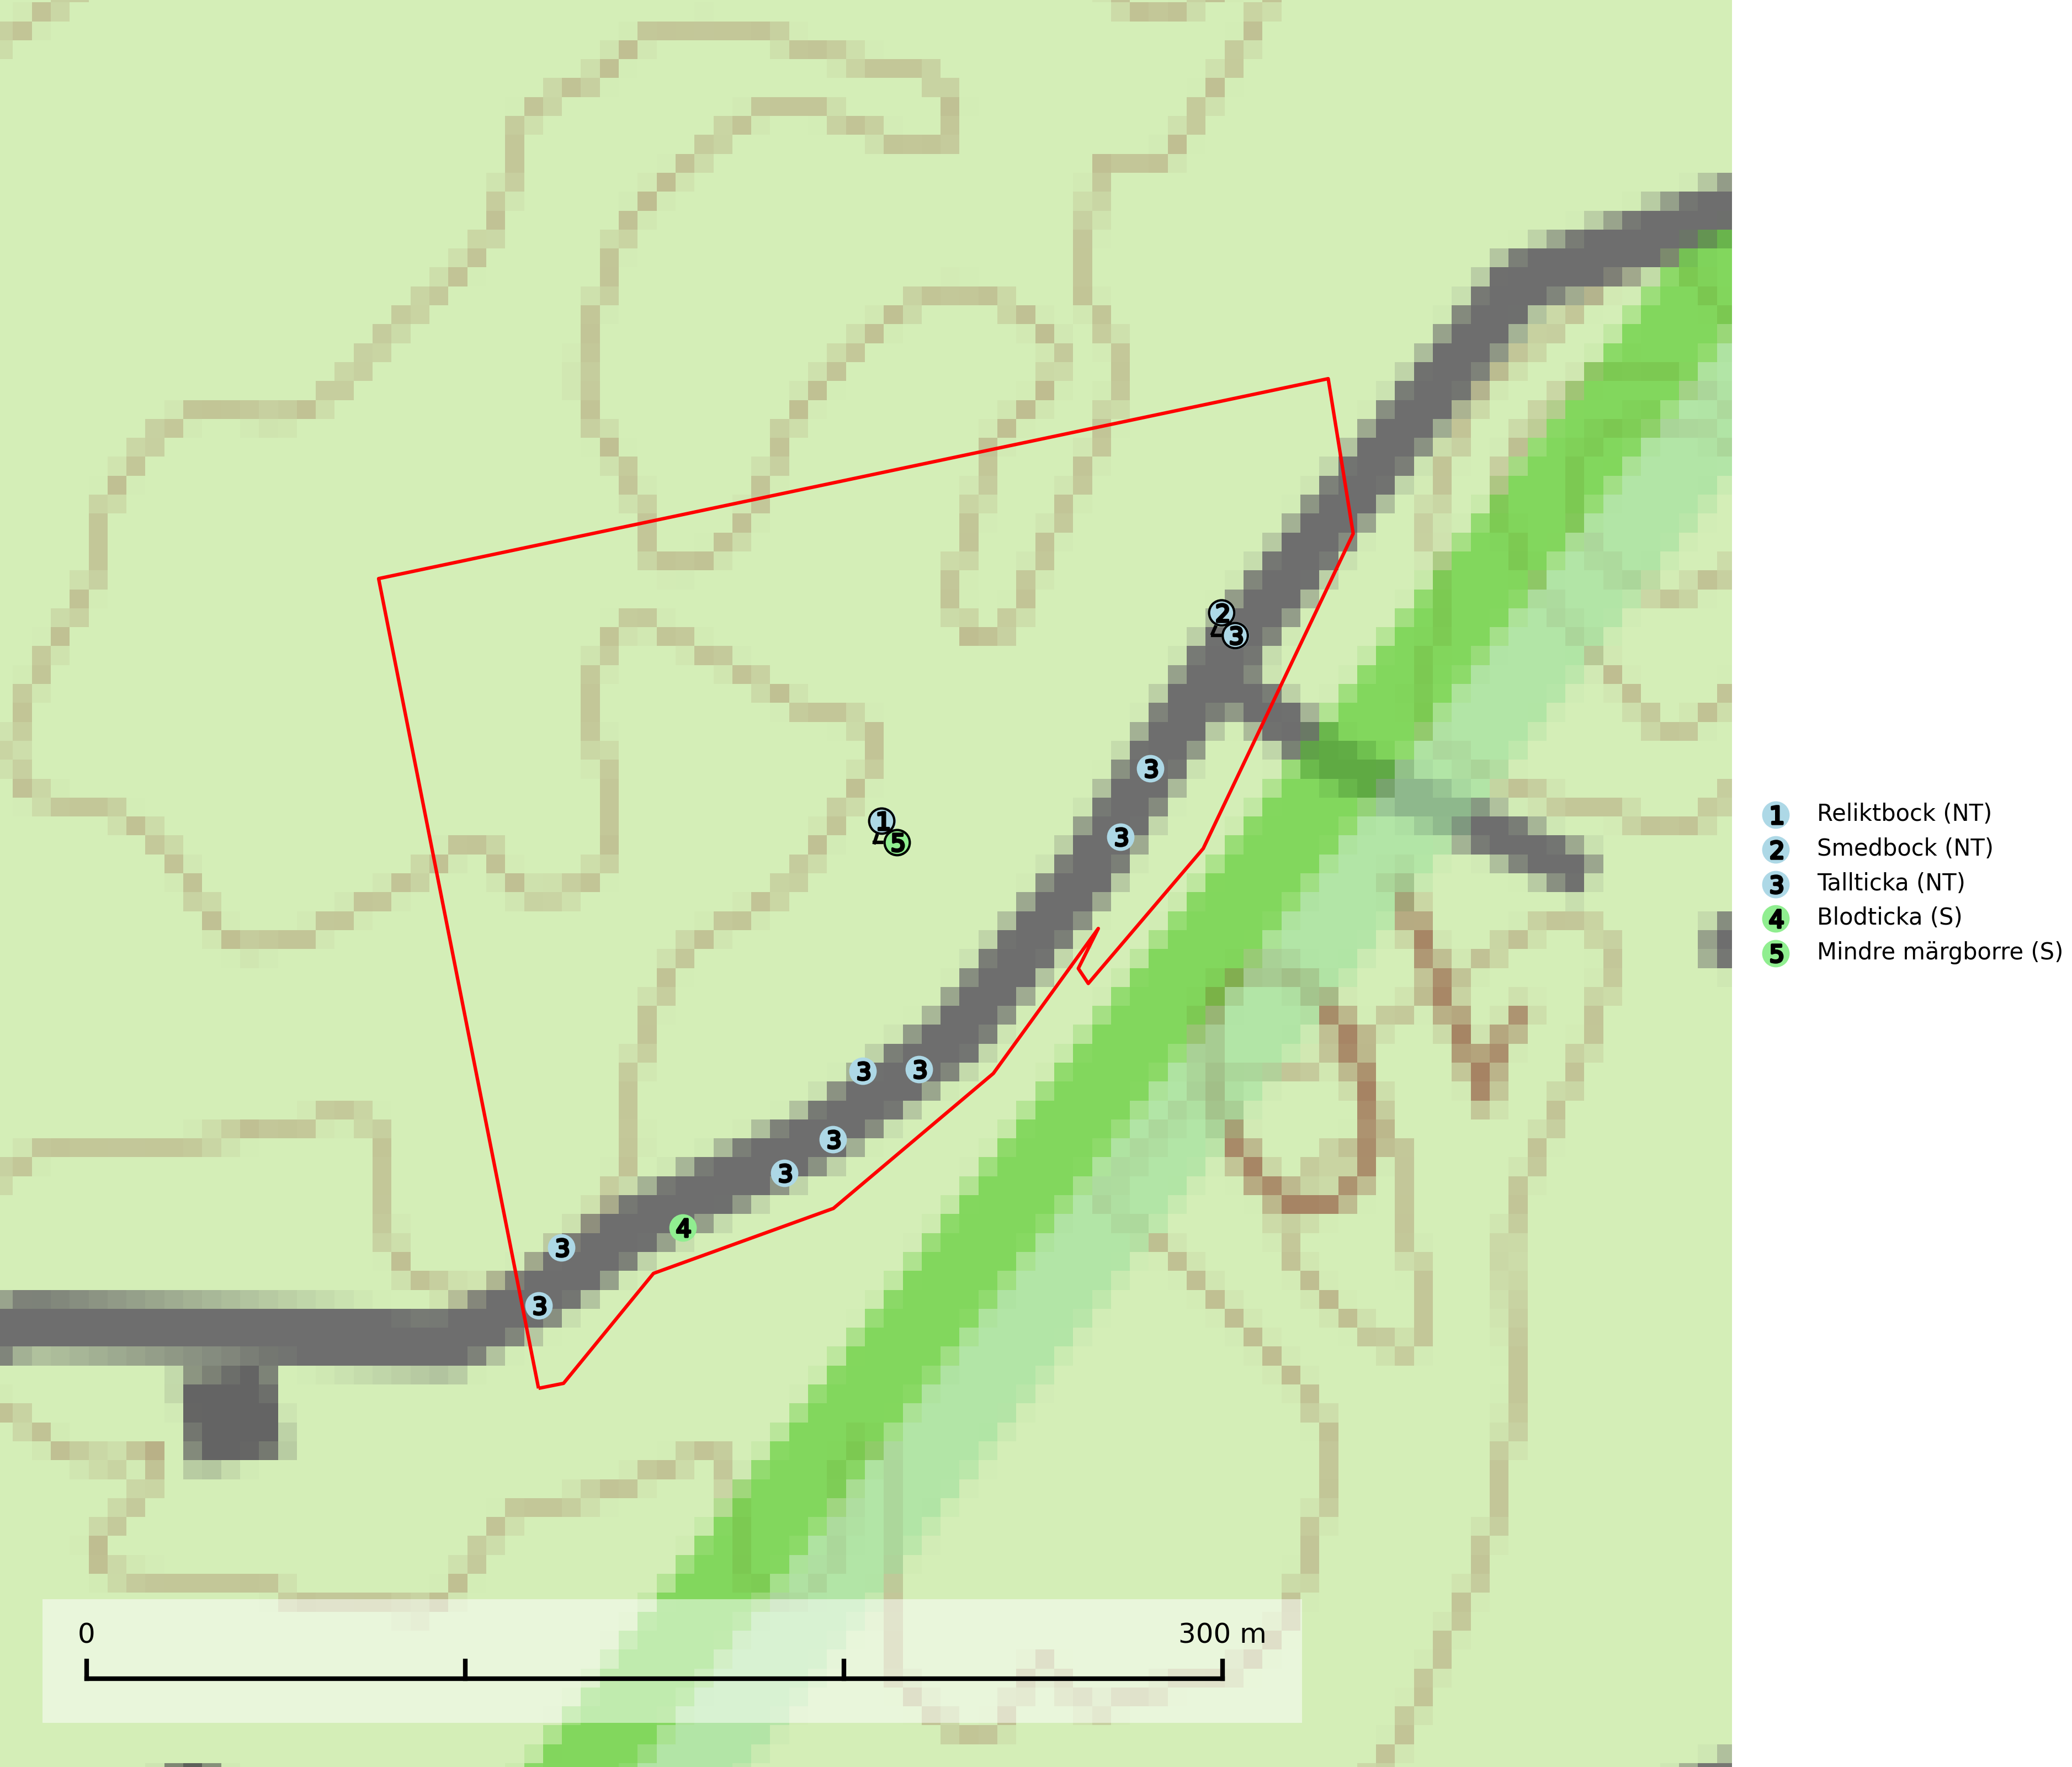 2
3
3
1
5
3
3
3
3
3
4
3
3
1 Reliktbock (NT)
2 Smedbock (NT)
3 Tallticka (NT)
4 Blodticka (S)
5 Mindre märgborre (S)
0 300 m